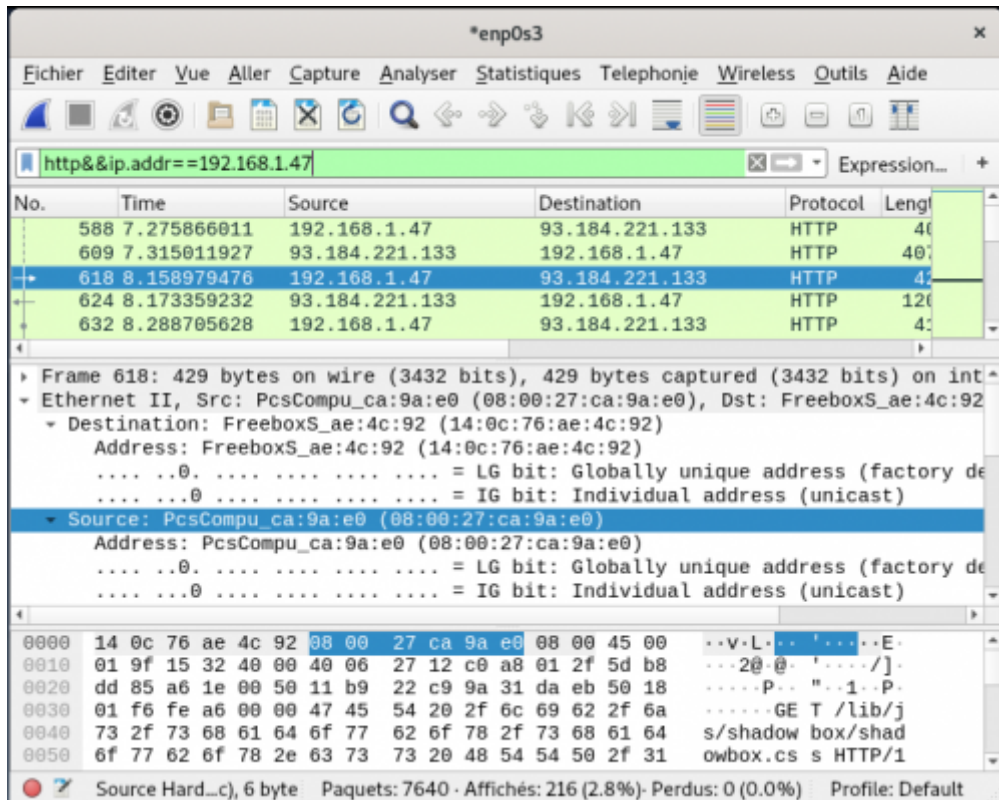 *enp0s3
Fichier Editer Vue Aller Capture Analyser Statistiques Telephonie Wireless Outils Aide
http&&ip.addr==192.168.1.47 Expression... +
No. Time Source Destination Protocol Lengt
588 7.275866011 192.168.1.47 93.184.221.133 HTTP 40
609 7.315011927 93.184.221.133 192.168.1.47 HTTP 407
618 8.158979476 192.168.1.47 93.184.221.133 HTTP 42
624 8.173359232 93.184.221.133 192.168.1.47 HTTP 120
632 8.288705628 192.168.1.47 93.184.221.133 HTTP 41
Frame 618: 429 bytes on wire (3432 bits), 429 bytes captured (3432 bits) on int
Ethernet II, Src: PcsCompu_ca:9a:e0 (08:00:27:ca:9a:e0), Dst: FreeboxS_ae:4c:92
Destination: FreeboxS_ae:4c:92 (14:0c:76:ae:4c:92)
Address: FreeboxS_ae:4c:92 (14:0c:76:ae:4c:92)
.... ..0. .... .... .... .... = LG bit: Globally unique address (factory de
.... ...0 .... .... .... .... = IG bit: Individual address (unicast)
Source: PcsCompu_ca:9a:e0 (08:00:27:ca:9a:e0)
Address: PcsCompu_ca:9a:e0 (08:00:27:ca:9a:e0)
.... ..0. .... .... .... .... = LG bit: Globally unique address (factory de
.... ...0 .... .... .... .... = IG bit: Individual address (unicast)
0000 14 0c 76 ae 4c 92 08 00 27 ca 9a e0 08 00 45 00 ··v·L··· '·····E·
0010 01 9f 15 32 40 00 40 06 27 12 c0 a8 01 2f 5d b8 ···2@·@· '····/]·
0020 dd 85 a6 1e 00 50 11 b9 22 c9 9a 31 da eb 50 18 ·····P·· "··1··P·
0030 01 f6 fe a6 00 00 47 45 54 20 2f 6c 69 62 2f 6a ······GE T /lib/j
0040 73 2f 73 68 61 64 6f 77 62 6f 78 2f 73 68 61 64 s/shadow box/shad
0050 6f 77 62 6f 78 2e 63 73 73 20 48 54 54 50 2f 31 owbox.cs s HTTP/1
Source Hard...c), 6 byte Paquets: 7640 · Affichés: 216 (2.8%)· Perdus: 0 (0.0%) Profile: Default